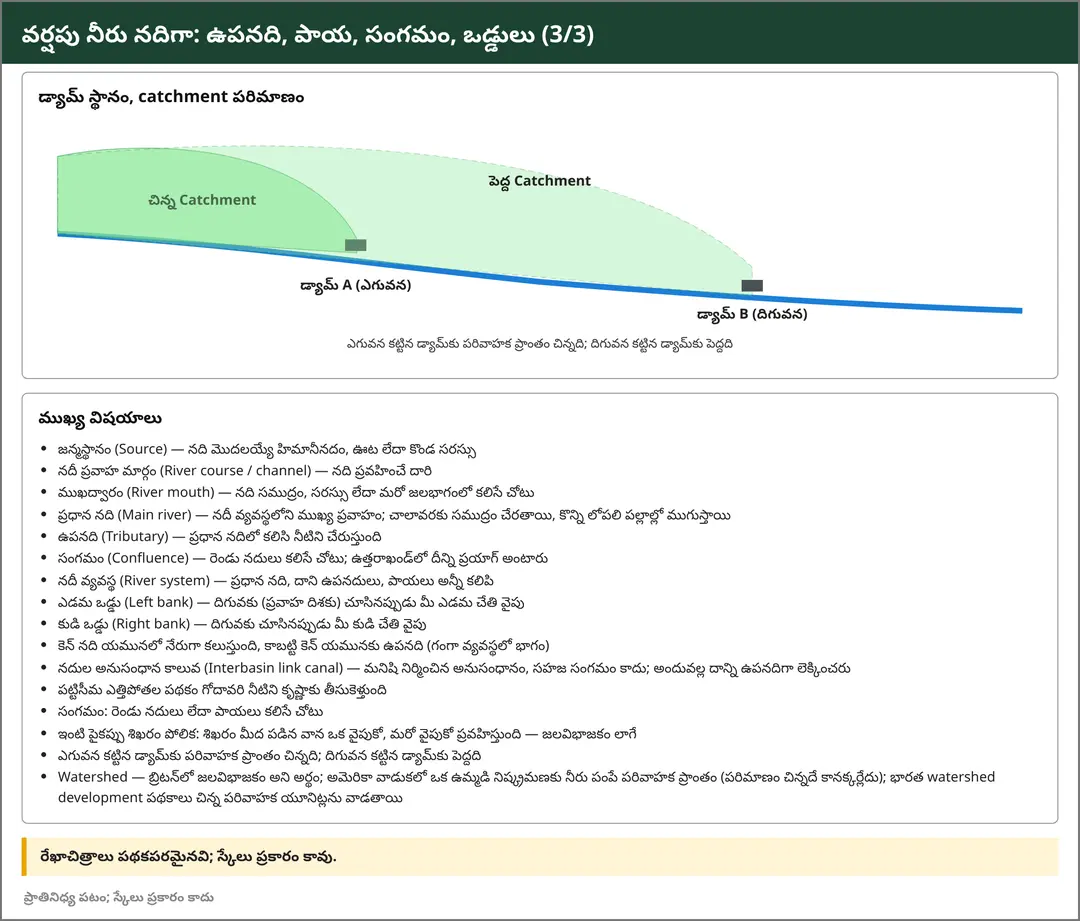 వర్షపు నీరు నదిగా: ఉపనది, పాయ, సంగమం, ఒడ్డులు (3/3)
డ్యామ్ స్థానం, catchment పరిమాణం
పెద్ద Catchment
చిన్న Catchment
డ్యామ్ A (ఎగువన)
డ్యామ్ B (దిగువన)
ఎగువన కట్టిన డ్యామ్‌కు పరివాహక ప్రాంతం చిన్నది; దిగువన కట్టిన డ్యామ్‌కు పెద్దది
ముఖ్య విషయాలు
• జన్మస్థానం (Source) — నది మొదలయ్యే హిమానీనదం, ఊట లేదా కొండ సరస్సు
• నదీ ప్రవాహ మార్గం (River course / channel) — నది ప్రవహించే దారి
• ముఖద్వారం (River mouth) — నది సముద్రం, సరస్సు లేదా మరో జలభాగంలో కలిసే చోటు
• ప్రధాన నది (Main river) — నదీ వ్యవస్థలోని ముఖ్య ప్రవాహం; చాలావరకు సముద్రం చేరతాయి, కొన్ని లోపలి పల్లాల్లో ముగుస్తాయి
• ఉపనది (Tributary) — ప్రధాన నదిలో కలిసి నీటిని చేరుస్తుంది
• సంగమం (Confluence) — రెండు నదులు కలిసే చోటు; ఉత్తరాఖండ్‌లో దీన్ని ప్రయాగ్ అంటారు
• నదీ వ్యవస్థ (River system) — ప్రధాన నది, దాని ఉపనదులు, పాయలు అన్నీ కలిపి
• ఎడమ ఒడ్డు (Left bank) — దిగువకు (ప్రవాహ దిశకు) చూసినప్పుడు మీ ఎడమ చేతి వైపు
• కుడి ఒడ్డు (Right bank) — దిగువకు చూసినప్పుడు మీ కుడి చేతి వైపు
• కెన్ నది యమునలో నేరుగా కలుస్తుంది, కాబట్టి కెన్ యమునకు ఉపనది (గంగా వ్యవస్థలో భాగం)
• నదుల అనుసంధాన కాలువ (Interbasin link canal) — మనిషి నిర్మించిన అనుసంధానం, సహజ సంగమం కాదు; అందువల్ల దాన్ని ఉపనదిగా లెక్కించరు
• పట్టిసీమ ఎత్తిపోతల పథకం గోదావరి నీటిని కృష్ణాకు తీసుకెళ్తుంది
• సంగమం: రెండు నదులు లేదా పాయలు కలిసే చోటు
• ఇంటి పైకప్పు శిఖరం పోలిక: శిఖరం మీద పడిన వాన ఒక వైపుకో, మరో వైపుకో ప్రవహిస్తుంది — జలవిభాజకం లాగే
• ఎగువన కట్టిన డ్యామ్‌కు పరివాహక ప్రాంతం చిన్నది; దిగువన కట్టిన డ్యామ్‌కు పెద్దది
• Watershed — బ్రిటన్‌లో జలవిభాజకం అని అర్థం; అమెరికా వాడుకలో ఒక ఉమ్మడి నిష్క్రమణకు నీరు పంపే పరివాహక ప్రాంతం (పరిమాణం చిన్నదే కానక్కర్లేదు); భారత watershed
development పథకాలు చిన్న పరివాహక యూనిట్లను వాడతాయి
రేఖాచిత్రాలు పథకపరమైనవి; స్కేలు ప్రకారం కావు.
ప్రాతినిధ్య పటం; స్కేలు ప్రకారం కాదు